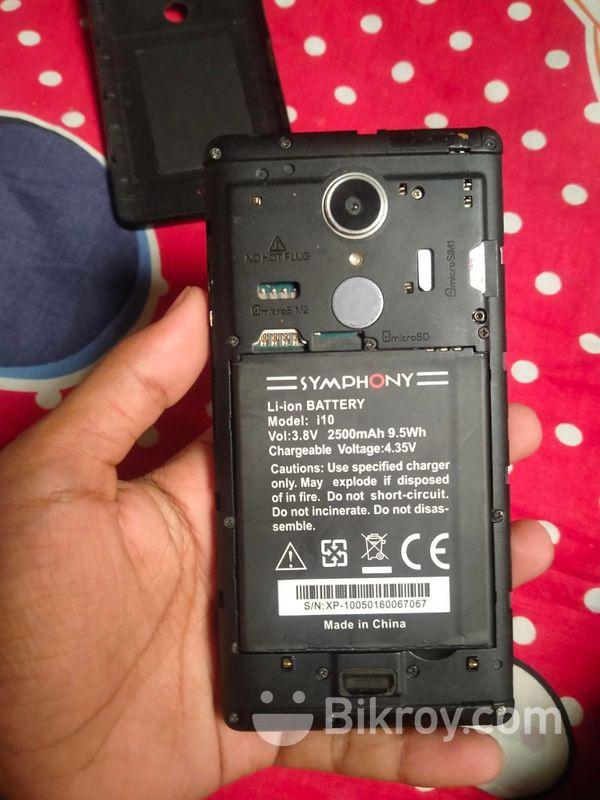 NO HOT PLUG
microSIM1
microSIM2
microSD
SYMPHONY
Li-ion BATTERY
Model: i10
Vol:3.8V 2500mAh 9.5Wh
Chargeable Voltage:4.35V
Cautions: Use specified charger
only. May explode if disposed
of in fire. Do not short-circuit.
Do not incinerate. Do not disas-
semble.
CE
S/N:XP-10050160067067
Made in China
Bikroy.com